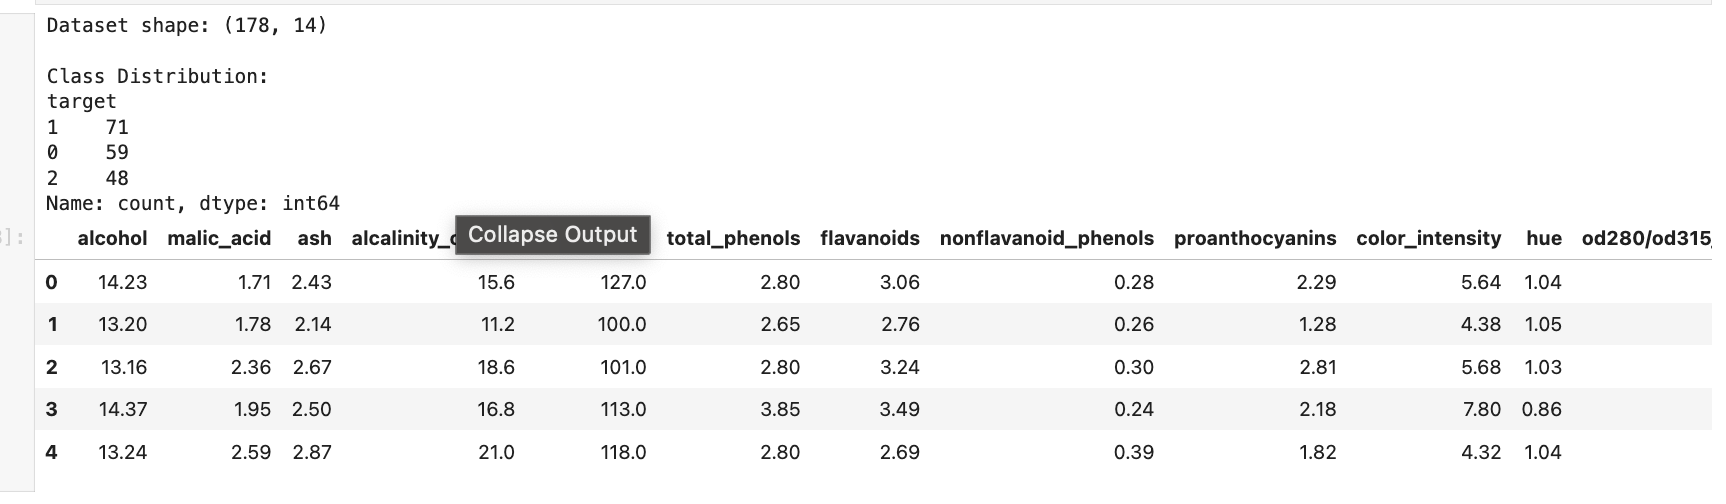 Dataset shape: (178, 14)
Class Distribution:
target
1 71
0 59
2 48
Name: count, dtype: int64
]:
alcohol malic_acid ash alcalinity_ Collapse Output total_phenols flavanoids nonflavanoid_phenols proanthocyanins color_intensity hue od280/od315
0 14.23 1.71 2.43 15.6 127.0 2.80 3.06 0.28 2.29 5.64 1.04
1 13.20 1.78 2.14 11.2 100.0 2.65 2.76 0.26 1.28 4.38 1.05
2 13.16 2.36 2.67 18.6 101.0 2.80 3.24 0.30 2.81 5.68 1.03
3 14.37 1.95 2.50 16.8 113.0 3.85 3.49 0.24 2.18 7.80 0.86
4 13.24 2.59 2.87 21.0 118.0 2.80 2.69 0.39 1.82 4.32 1.04